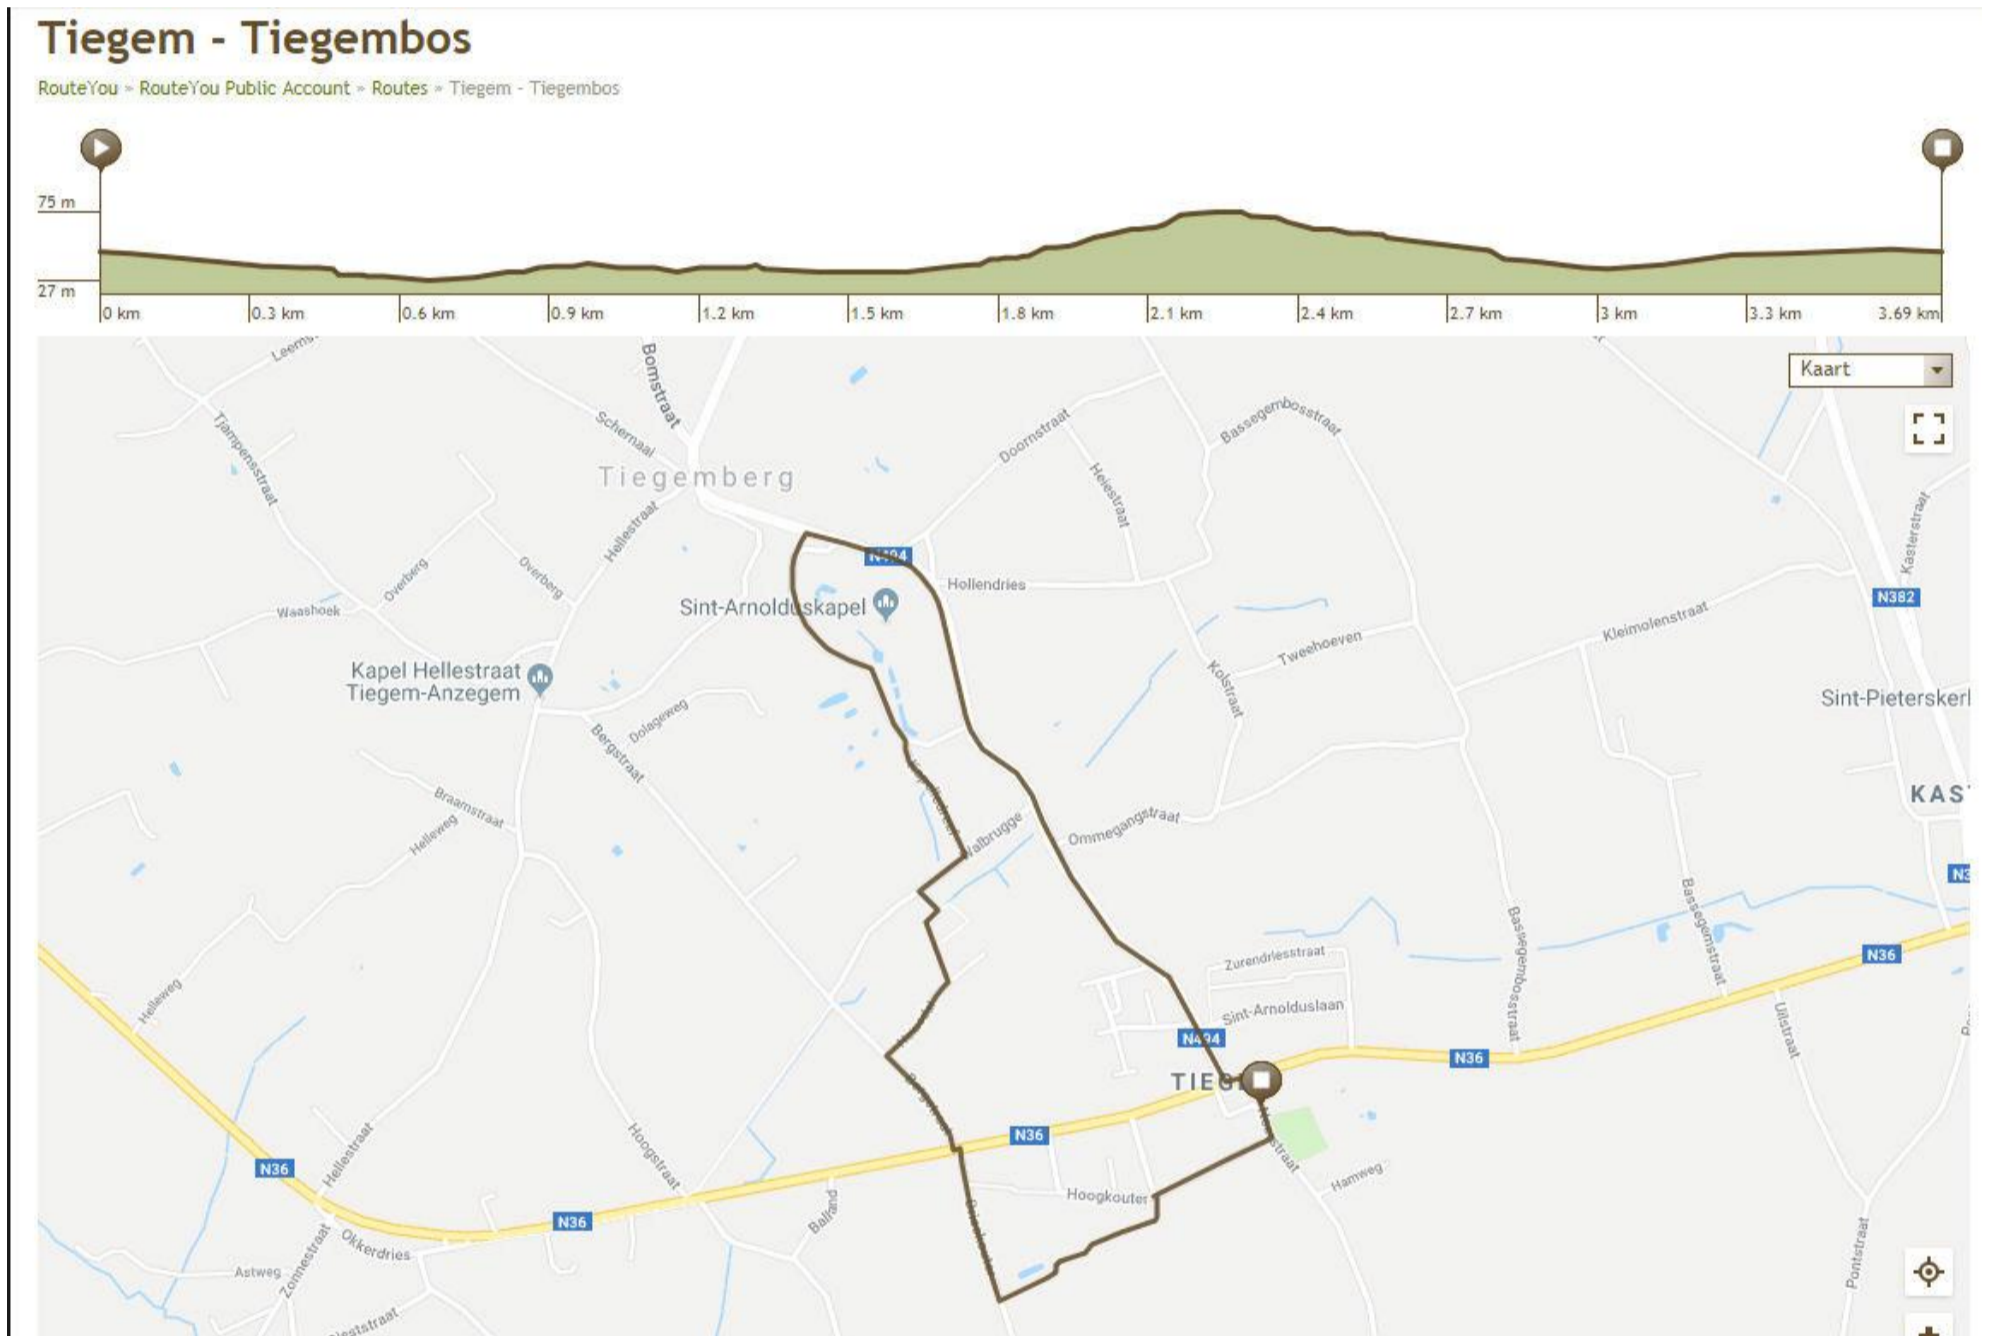 Tiegem - Tiegembos
RouteYou » RouteYou Public Account » Routes » Tiegem - Tiegembos
75 m
27 m
0 km
0.3 km
0.6 km
0.9 km
1.2 km
1.5 km
1.8 km
2.1 km
2.4 km
2.7 km
3 km
3.3 km
3.69 km
Kaart
Bomstraat
Schernaal
Tjampensstraat
Tiegemberg
Doornstraat
Bassegembosstraat
Heiestraat
Hellestraat
Overberg
Overberg
Waashoek
N494
Hollendries
Sint-Arnolduskapel
Kasterstraat
N382
Kleimolenstraat
Tweehoeven
Kolstraat
Kapel Hellestraat
Tiegem-Anzegem
Sint-Pieterskerk
Dolageweg
Bergstraat
Kapelledreef
Braamstraat
Helleweg
Walbrugge
Ommegangstraat
Bassegembosstraat
Bassegemstraat
N36
Zurendriesstraat
Sint-Arnolduslaan
Helleweg
N494
N36
TIEG
Uilstraat
Bergstraat
N36
Hellestraat
Hoogstraat
N36
Hoogkouter
Hamweg
Balland
N36
Okkerdries
Zonnestraat
Astweg
Pontstraat